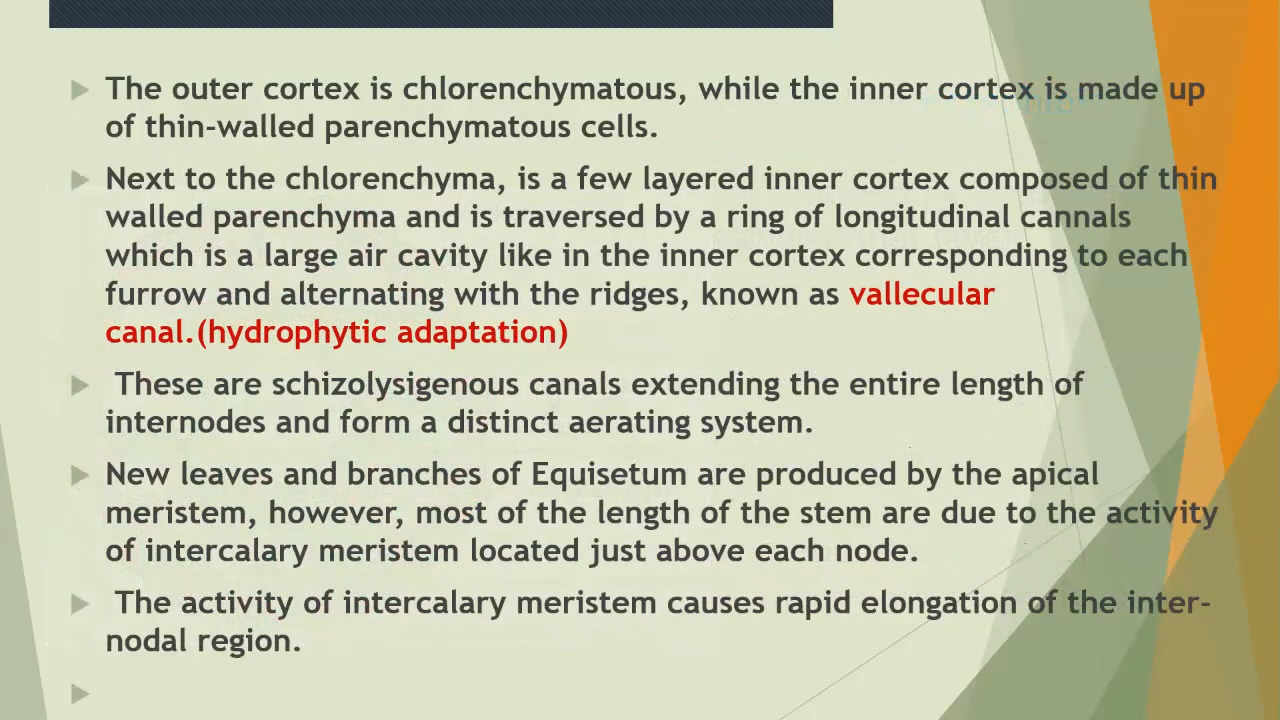 The outer cortex is chlorenchymatous, while the inner cortex is made up
of thin-walled parenchymatous cells.
Next to the chlorenchyma, is a few layered inner cortex composed of thin
walled parenchyma and is traversed by a ring of longitudinal cannals
which is a large air cavity like in the inner cortex corresponding to each
furrow and alternating with the ridges, known as vallecular
canal.(hydrophytic adaptation)
These are schizolysigenous canals extending the entire length of
internodes and form a distinct aerating system.
New leaves and branches of Equisetum are produced by the apical
meristem, however, most of the length of the stem are due to the activity
of intercalary meristem located just above each node.
The activity of intercalary meristem causes rapid elongation of the inter-
nodal region.